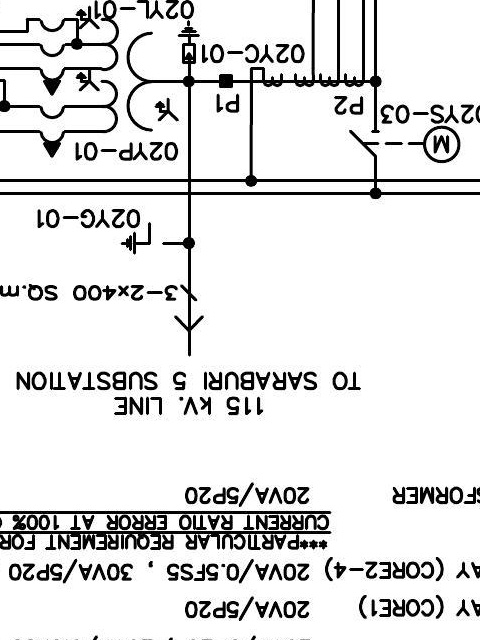 AY (CORE1) 20VA/5P20
AY (CORE2-4) 20VA/0.5FS5 , 30VA/5P20
***PARTICULAR REQUIREMENT FOR
CURRENT RATIO ERROR AT 100%
SFORMER 20VA/5P20
115 kV. LINE
TO SARABURI 5 SUBSTATION
3-2x400 SQ.m
02YG-01
M
02YP-01
02YS-03
P2
P1
02YC-01
02YL-01